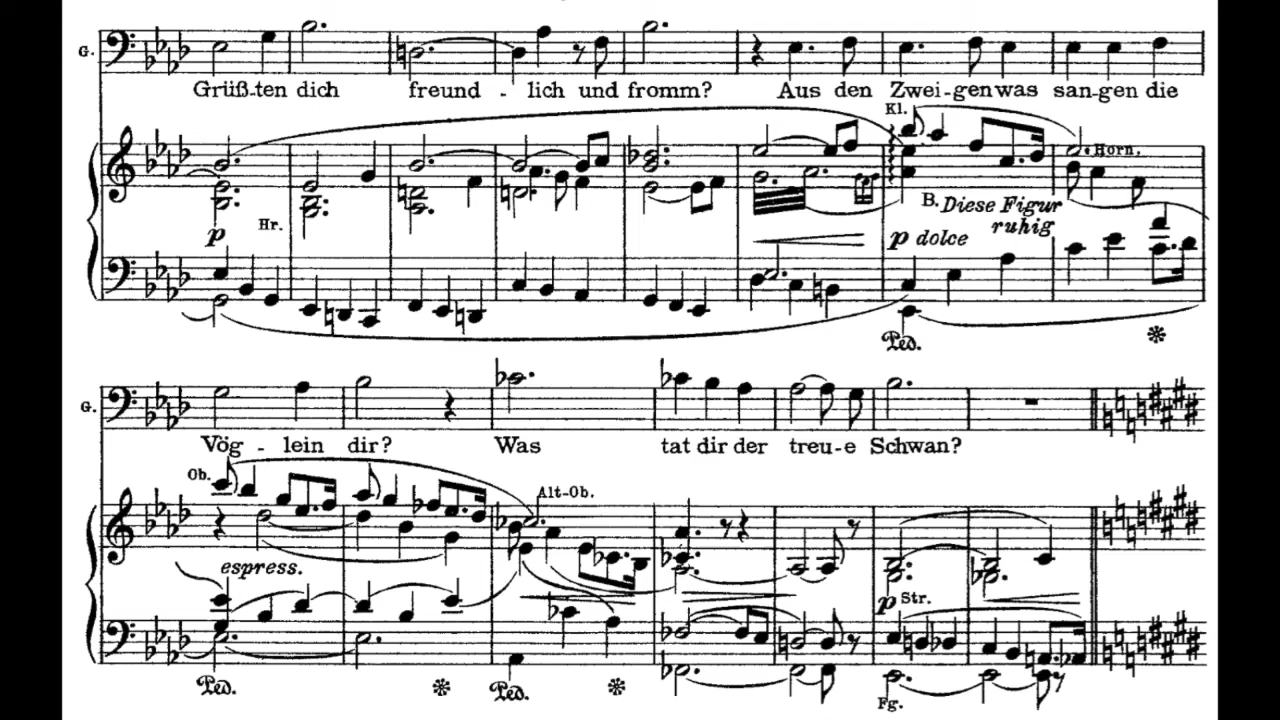 G.
Grüß-ten dich freund - lich und fromm? Aus den Zwei-gen was san-gen die
Kl.
Horn.
B. Diese Figur
ruhig
Hr.
p
p dolce
Ped.
G.
Vög - lein dir? Was tat dir der treu-e Schwan?
Ob.
Alt-Ob.
espress.
p Str.
Ped.
Ped.
Fg.